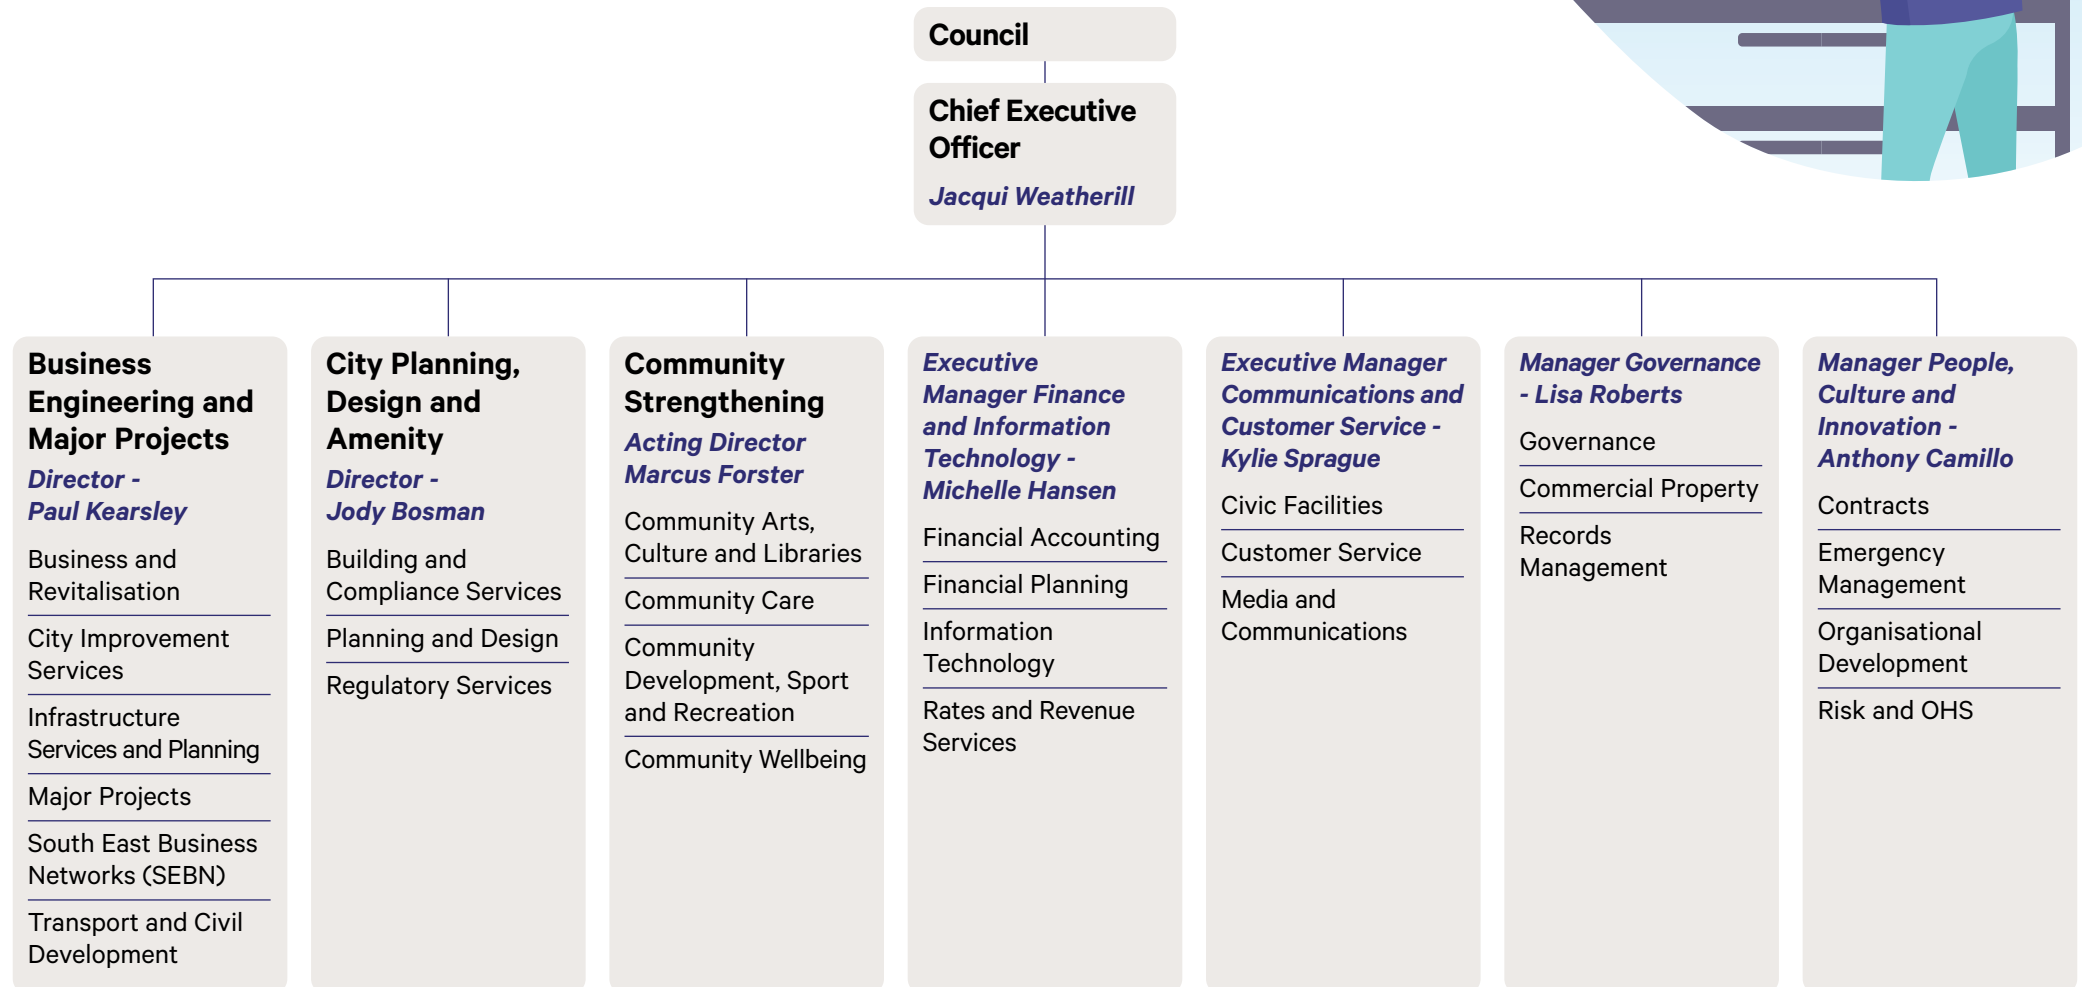 Council
Chief Executive
Officer
Jacqui Weatherill
Business
Engineering and
Major Projects
Director -
Paul Kearsley
Business and
Revitalisation
City Improvement
Services
Infrastructure
Services and Planning
Major Projects
South East Business
Networks (SEBN)
Transport and Civil
Development
City Planning,
Design and
Amenity
Director -
Jody Bosman
Building and
Compliance Services
Planning and Design
Regulatory Services
Community
Strengthening
Acting Director
Marcus Forster
Community Arts,
Culture and Libraries
Community Care
Community
Development, Sport
and Recreation
Community Wellbeing
Executive
Manager Finance
and Information
Technology -
Michelle Hansen
Financial Accounting
Financial Planning
Information
Technology
Rates and Revenue
Services
Executive Manager
Communications and
Customer Service -
Kylie Sprague
Civic Facilities
Customer Service
Media and
Communications
Manager Governance
- Lisa Roberts
Governance
Commercial Property
Records
Management
Manager People,
Culture and
Innovation -
Anthony Camillo
Contracts
Emergency
Management
Organisational
Development
Risk and OHS